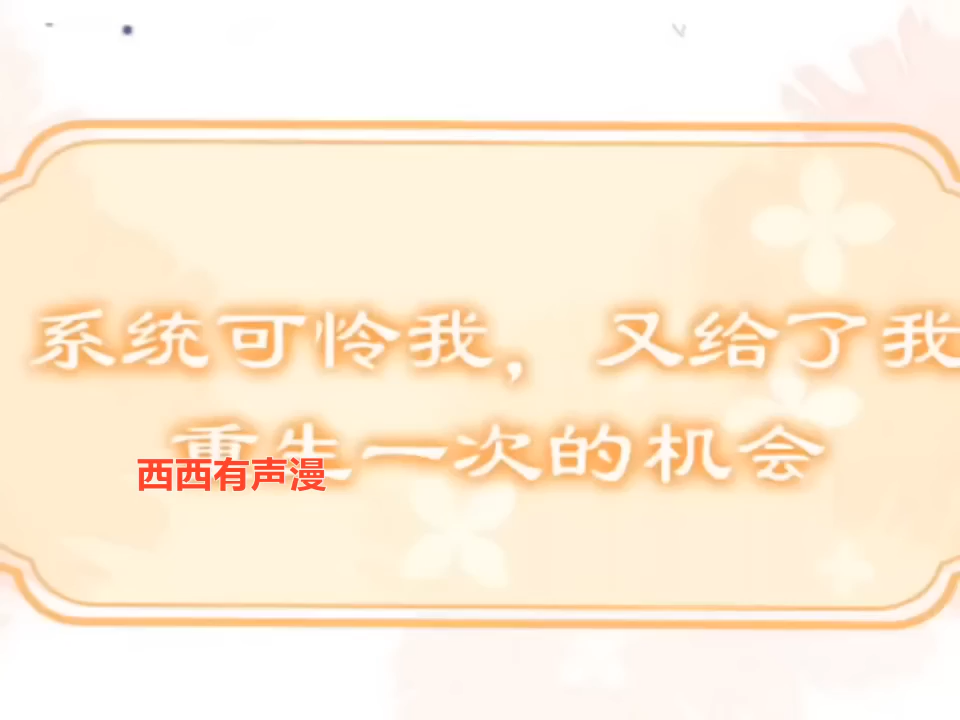 系统可怜我，又给了我
重生一次的机会
西西有声漫